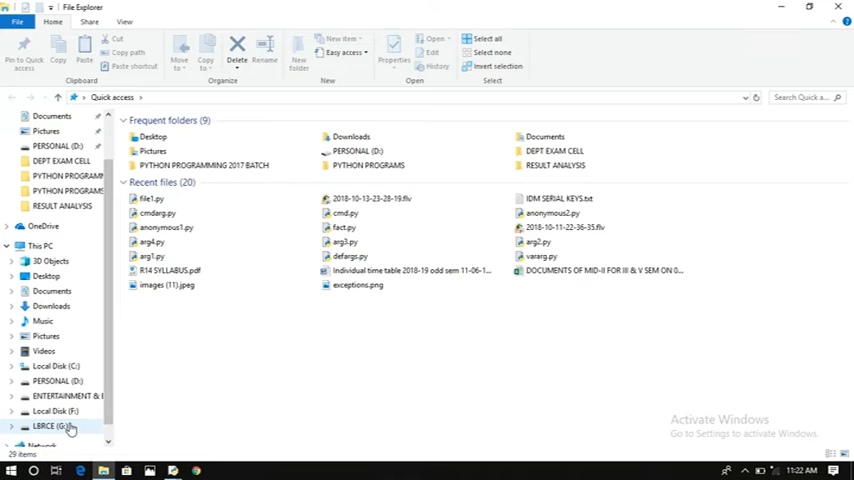 File Explorer
File
Home
Share
View
Pin to Quick access
Copy
Paste
Cut
Copy path
Paste shortcut
Move to
Copy to
Delete
Rename
New folder
New item
Easy access
Properties
Open
Edit
History
Select all
Select none
Invert selection
Clipboard
Organize
New
Open
Select
Quick access
Search Quick a...
Documents
Pictures
PERSONAL (D:)
DEPT EXAM CELL
PYTHON PROGRAMM
PYTHON PROGRAMS
RESULT ANALYSIS
OneDrive
This PC
3D Objects
Desktop
Documents
Downloads
Music
Pictures
Videos
Local Disk (C:)
PERSONAL (D:)
ENTERTAINMENT &
Local Disk (F:)
LBRCE (G:)
Network
Frequent folders (9)
Desktop
Downloads
Documents
Pictures
PERSONAL (D:)
DEPT EXAM CELL
PYTHON PROGRAMMING 2017 BATCH
PYTHON PROGRAMS
RESULT ANALYSIS
Recent files (20)
file1.py
2018-10-13-23-28-19.flv
IDM SERIAL KEYS.txt
cmdarg.py
cmd.py
anonymous2.py
anonymous1.py
fact.py
2018-10-11-22-36-35.flv
arg4.py
arg3.py
arg2.py
arg1.py
defargs.py
vararg.py
R14 SYLLABUS.pdf
Individual time table 2018-19 odd sem 11-06-1...
DOCUMENTS OF MID-II FOR III & V SEM ON 0...
images (11).jpeg
exceptions.png
Activate Windows
Go to Settings to activate Windows.
29 items
11:22 AM